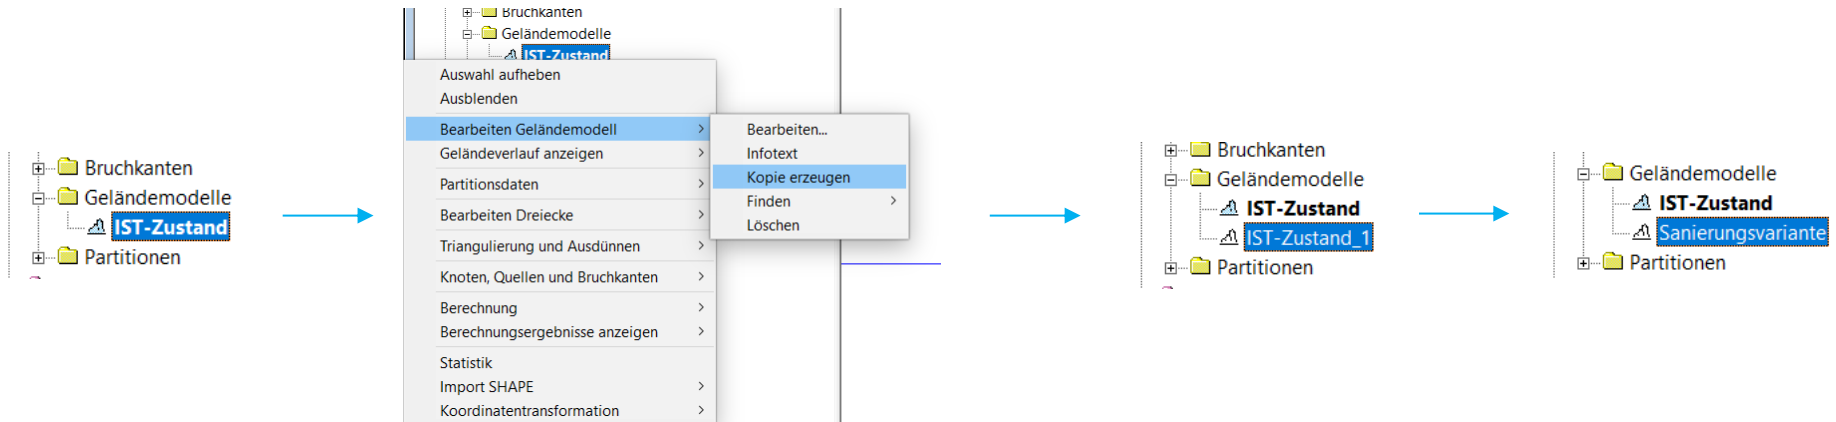 Bruchkanten
Geländemodelle
IST-Zustand
Partitionen
Bruchkanten
Geländemodelle
IST-Zustand
Auswahl aufheben
Ausblenden
Bearbeiten Geländemodell
Geländeverlauf anzeigen
Partitionsdaten
Bearbeiten Dreiecke
Triangulierung und Ausdünnen
Knoten, Quellen und Bruchkanten
Berechnung
Berechnungsergebnisse anzeigen
Statistik
Import SHAPE
Koordinatentransformation
Bearbeiten...
Infotext
Kopie erzeugen
Finden
Löschen
Bruchkanten
Geländemodelle
IST-Zustand
IST-Zustand_1
Partitionen
Geländemodelle
IST-Zustand
Sanierungsvariante
Partitionen